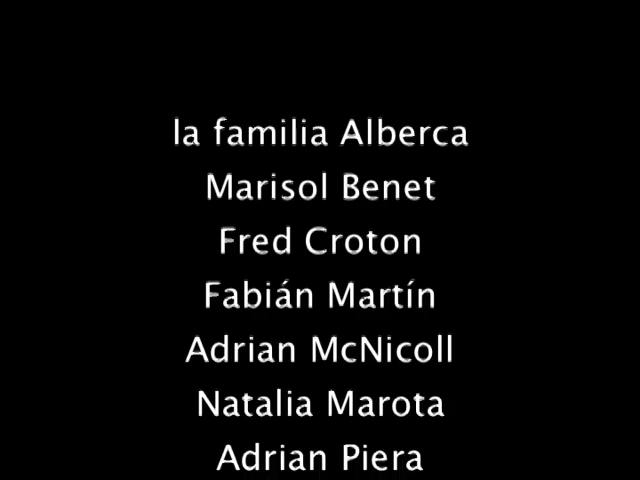 la familia Alberca
Marisol Benet
Fred Croton
Fabián Martín
Adrian McNicoll
Natalia Marota
Adrian Piera